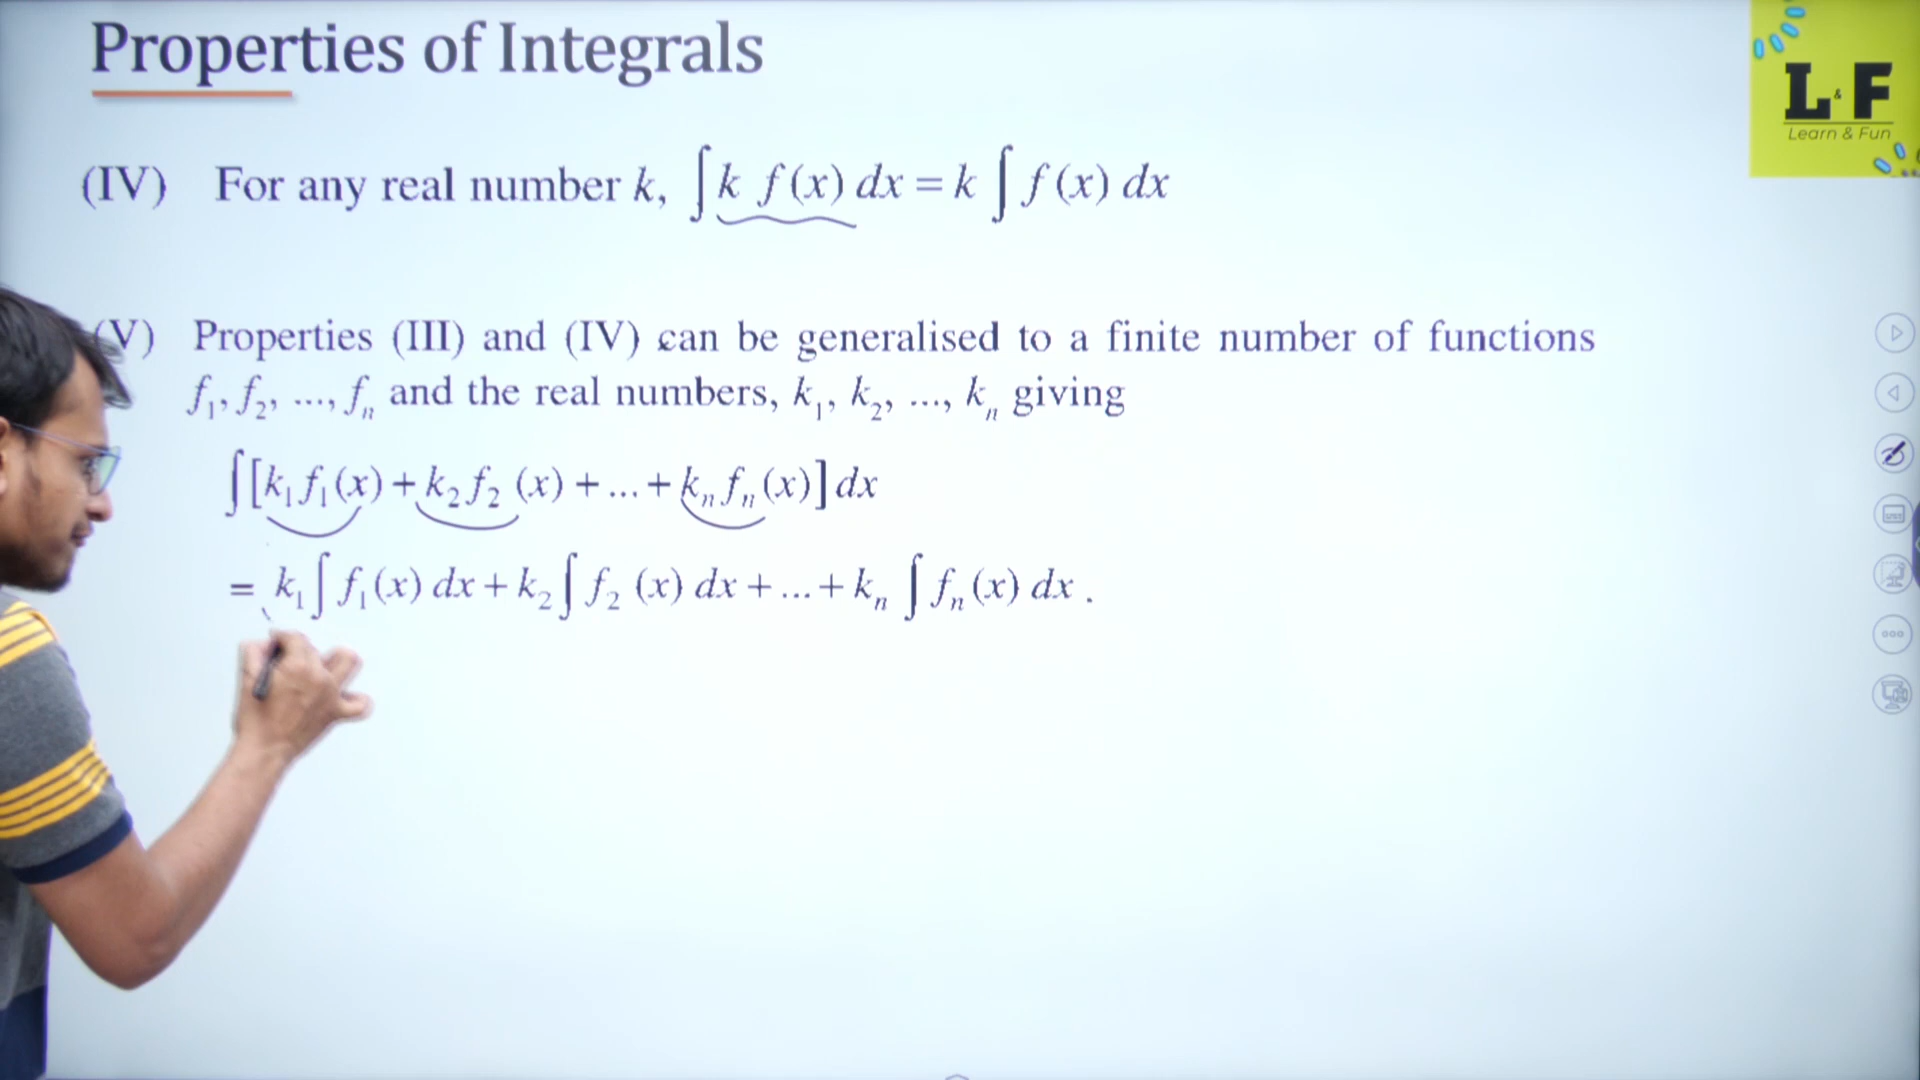 Properties of Integrals
L&F
Learn & Fun
(IV) For any real number k, ∫k f(x) dx = k ∫f(x) dx
(V) Properties (III) and (IV) can be generalised to a finite number of functions
f₁, f₂, ..., fₙ and the real numbers, k₁, k₂, ..., kₙ giving
∫[k₁f₁(x) + k₂f₂ (x) + ... + kₙfₙ(x)] dx
= k₁∫f₁(x) dx + k₂∫f₂ (x) dx + ... + kₙ ∫fₙ(x) dx .